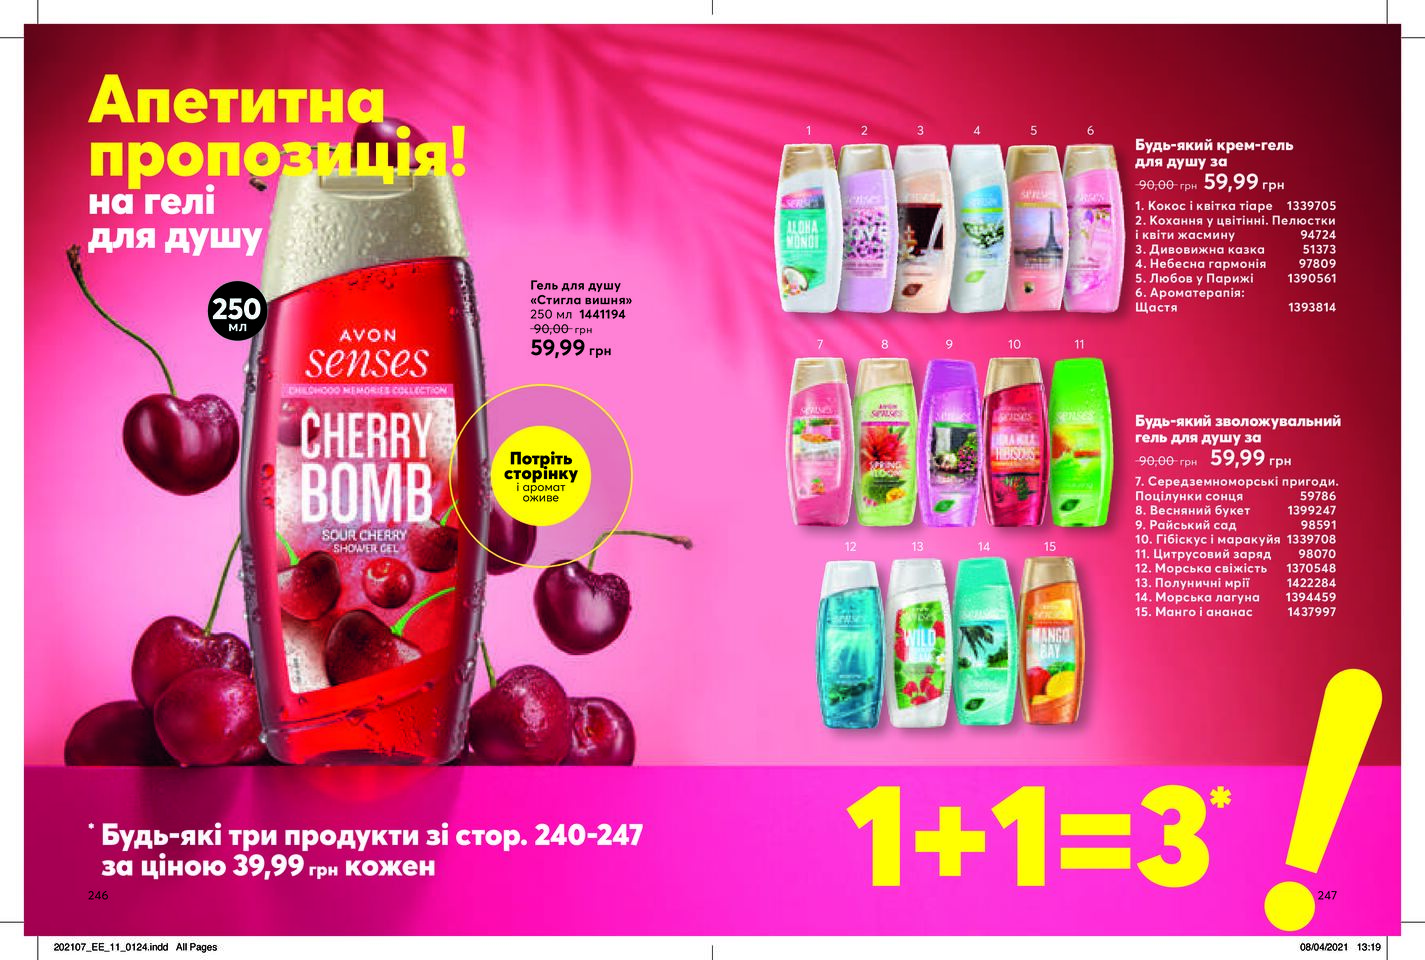 Апетитна
пропозиція!
на гелі
для душу
250
мл
AVON
senses
CHILDHOOD MEMORIES COLLECTION
CHERRY
BOMB
SOUR CHERRY
SHOWER GEL
Гель для душу
«Стигла вишня»
250 мл 1441194
90,00 грн
59,99 грн
Потріть
сторінку
і аромат
оживе
* Будь-які три продукти зі стор. 240-247
за ціною 39,99 грн кожен
246
1 2 3 4 5 6
ALOHA
MONOI
Будь-який крем-гель
для душу за
90,00 грн 59,99 грн
1. Кокос і квітка тіаре 1339705
2. Кохання у цвітінні. Пелюстки
і квіти жасмину 94724
3. Дивовижна казка 51373
4. Небесна гармонія 97809
5. Любов у Парижі 1390561
6. Ароматерапія:
Щастя 1393814
7 8 9 10 11
senses
SPRING
BLOOM
HIBISCUS
Будь-який зволожувальний
гель для душу за
90,00 грн 59,99 грн
7. Середземноморські пригоди.
Поцілунки сонця 59786
8. Весняний букет 1399247
9. Райський сад 98591
10. Гібіскус і маракуйя 1339708
11. Цитрусовий заряд 98070
12. Морська свіжість 1370548
13. Полуничні мрії 1422284
14. Морська лагуна 1394459
15. Манго і ананас 1437997
12 13 14 15
WILD
MANGO
BAY
1+1=3* !
247
202107_EE_11_0124.indd All Pages
08/04/2021 13:19